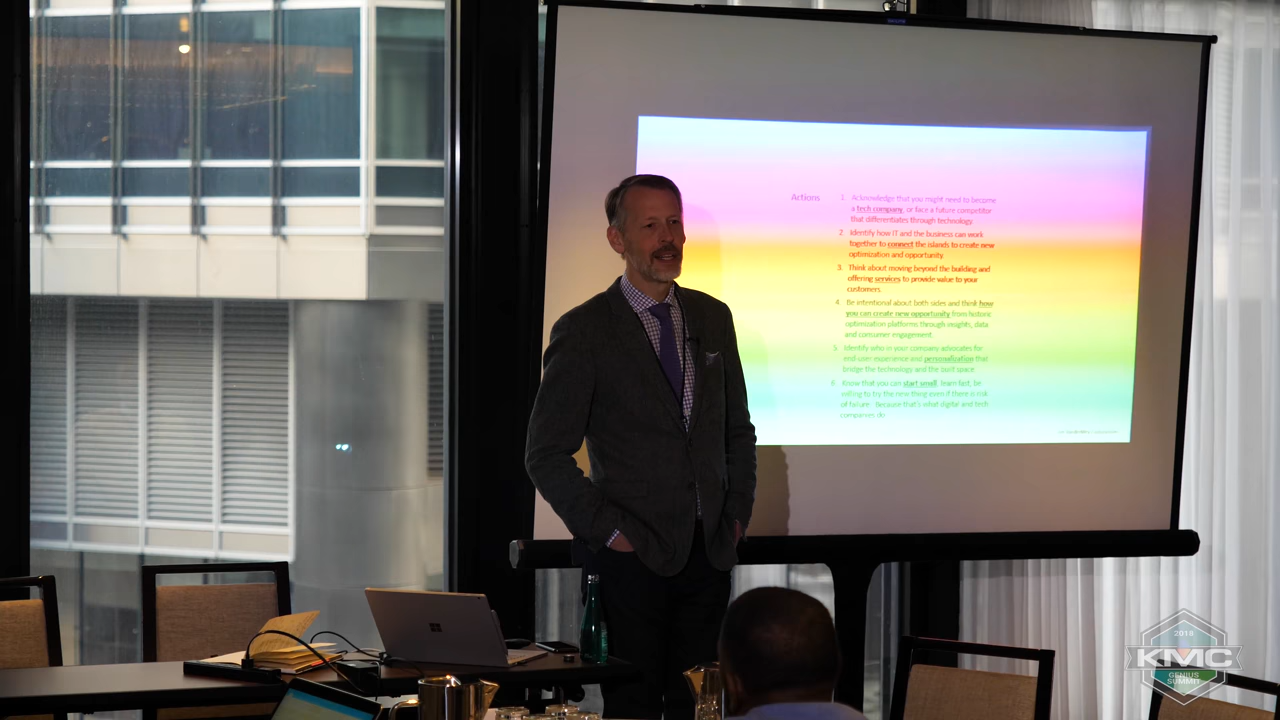 Actions
1. Acknowledge that you might need to become
a tech company, or face a future competitor
that differentiates through technology.
2. Identify how IT and the business can work
together to connect the islands to create new
optimization and opportunity.
3. Think about moving beyond the building and
offering services to provide value to your
customers.
4. Be intentional about both sides and think how
you can create new opportunity from historic
optimization platforms through insights, data
and consumer engagement.
5. Identify who in your company advocates for
end-user experience and personalization that
bridge the technology and the built space.
6. Know that you can start small, learn fast, be
willing to try the new thing even if there is risk
of failure. Because that's what digital and tech
companies do
2018
KMC
GENIUS
SUMMIT